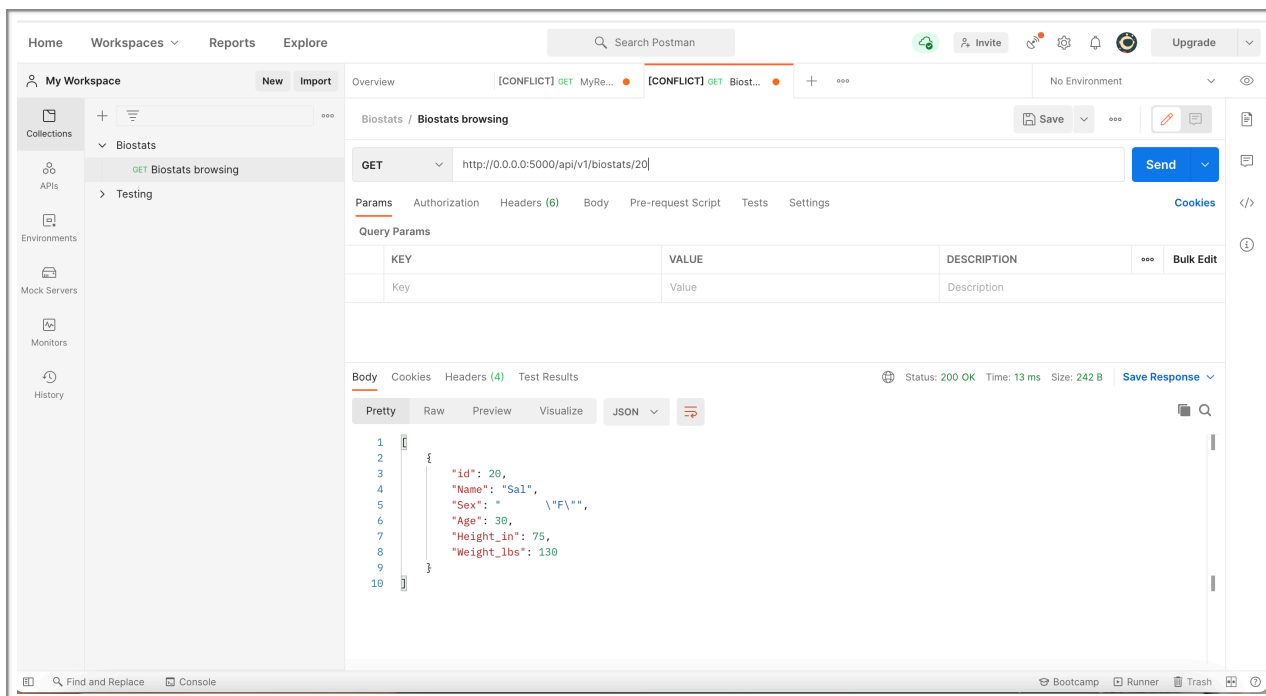 Home Workspaces Reports Explore Search Postman Invite Upgrade
My Workspace New Import Overview [CONFLICT] GET MyRe... [CONFLICT] GET Biost... No Environment
Collections
APIs
Environments
Mock Servers
Monitors
History
Biostats
GET Biostats browsing
Testing
Biostats / Biostats browsing Save
GET http://0.0.0.0:5000/api/v1/biostats/20 Send
Params Authorization Headers (6) Body Pre-request Script Tests Settings Cookies
Query Params
KEY VALUE DESCRIPTION Bulk Edit
Key Value Description
Body Cookies Headers (4) Test Results Status: 200 OK Time: 13 ms Size: 242 B Save Response
Pretty Raw Preview Visualize JSON
1 [
2 {
3 "id": 20,
4 "Name": "Sal",
5 "Sex": "       \"F\"",
6 "Age": 30,
7 "Height_in": 75,
8 "Weight_lbs": 130
9 }
10 ]
Find and Replace Console Bootcamp Runner Trash